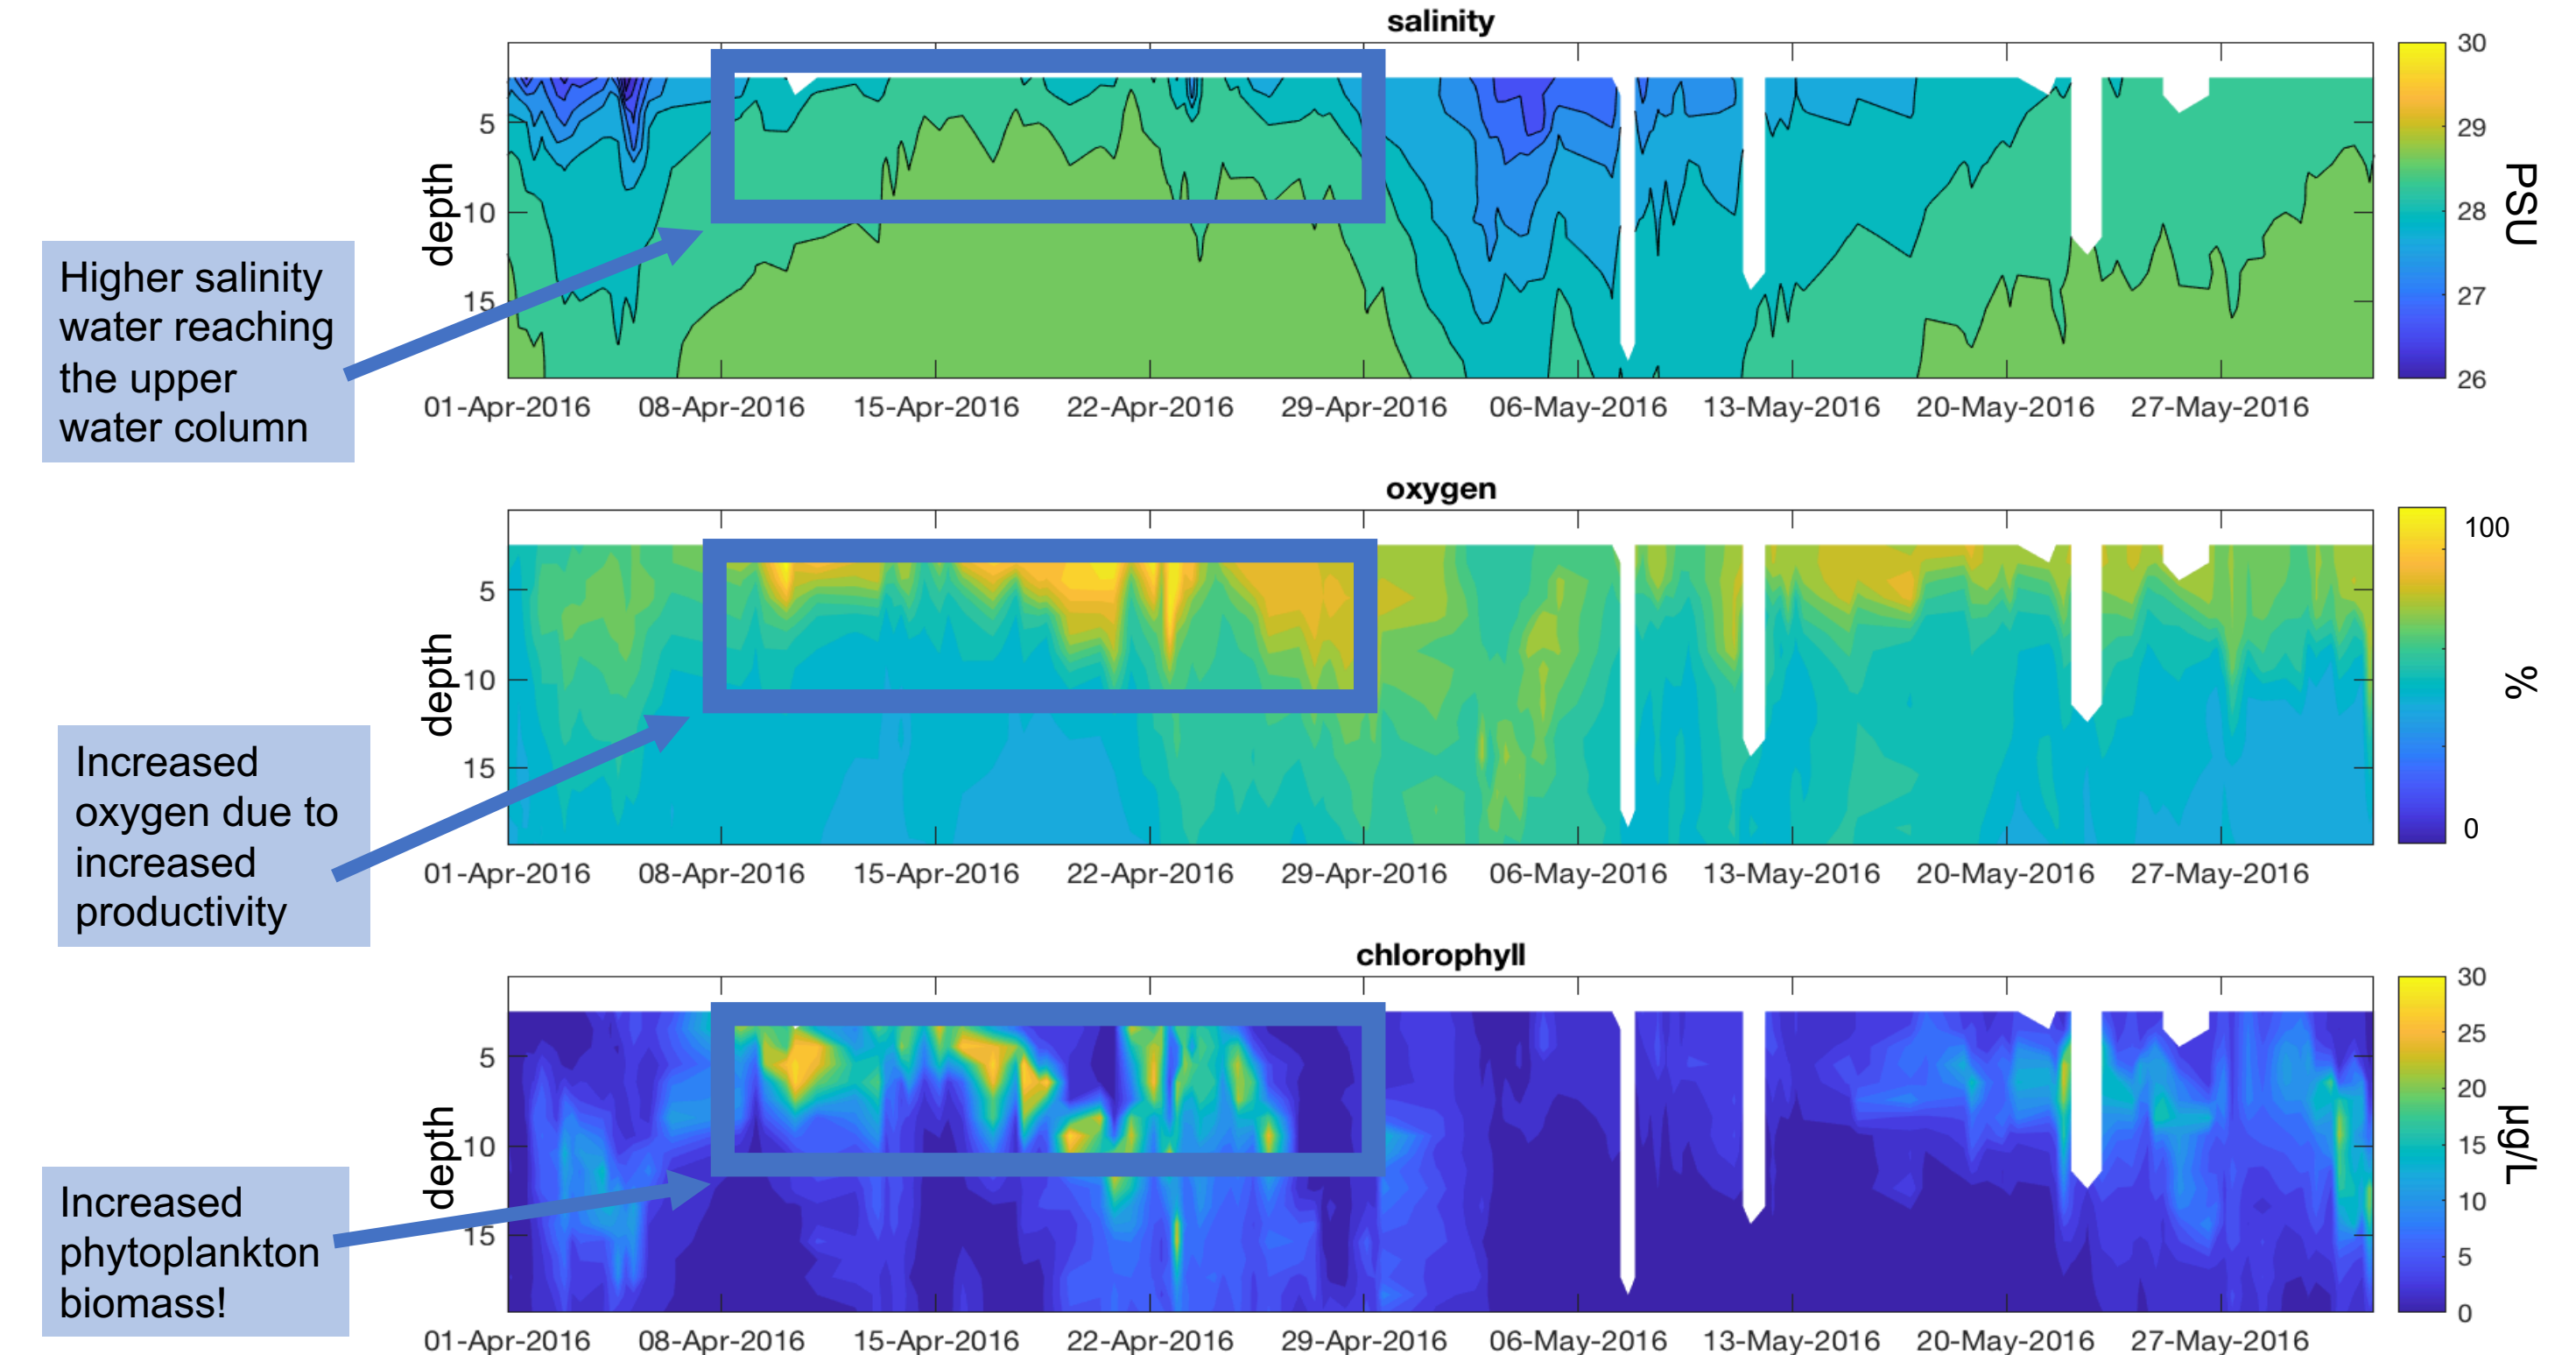 salinity
depth
5
10
15
01-Apr-2016 08-Apr-2016 15-Apr-2016 22-Apr-2016 29-Apr-2016 06-May-2016 13-May-2016 20-May-2016 27-May-2016
30
29
28
27
26
PSU
Higher salinity
water reaching
the upper
water column
oxygen
depth
5
10
15
01-Apr-2016 08-Apr-2016 15-Apr-2016 22-Apr-2016 29-Apr-2016 06-May-2016 13-May-2016 20-May-2016 27-May-2016
100
0
%
Increased
oxygen due to
increased
productivity
chlorophyll
depth
5
10
15
01-Apr-2016 08-Apr-2016 15-Apr-2016 22-Apr-2016 29-Apr-2016 06-May-2016 13-May-2016 20-May-2016 27-May-2016
30
25
20
15
10
5
0
µg/L
Increased
phytoplankton
biomass!